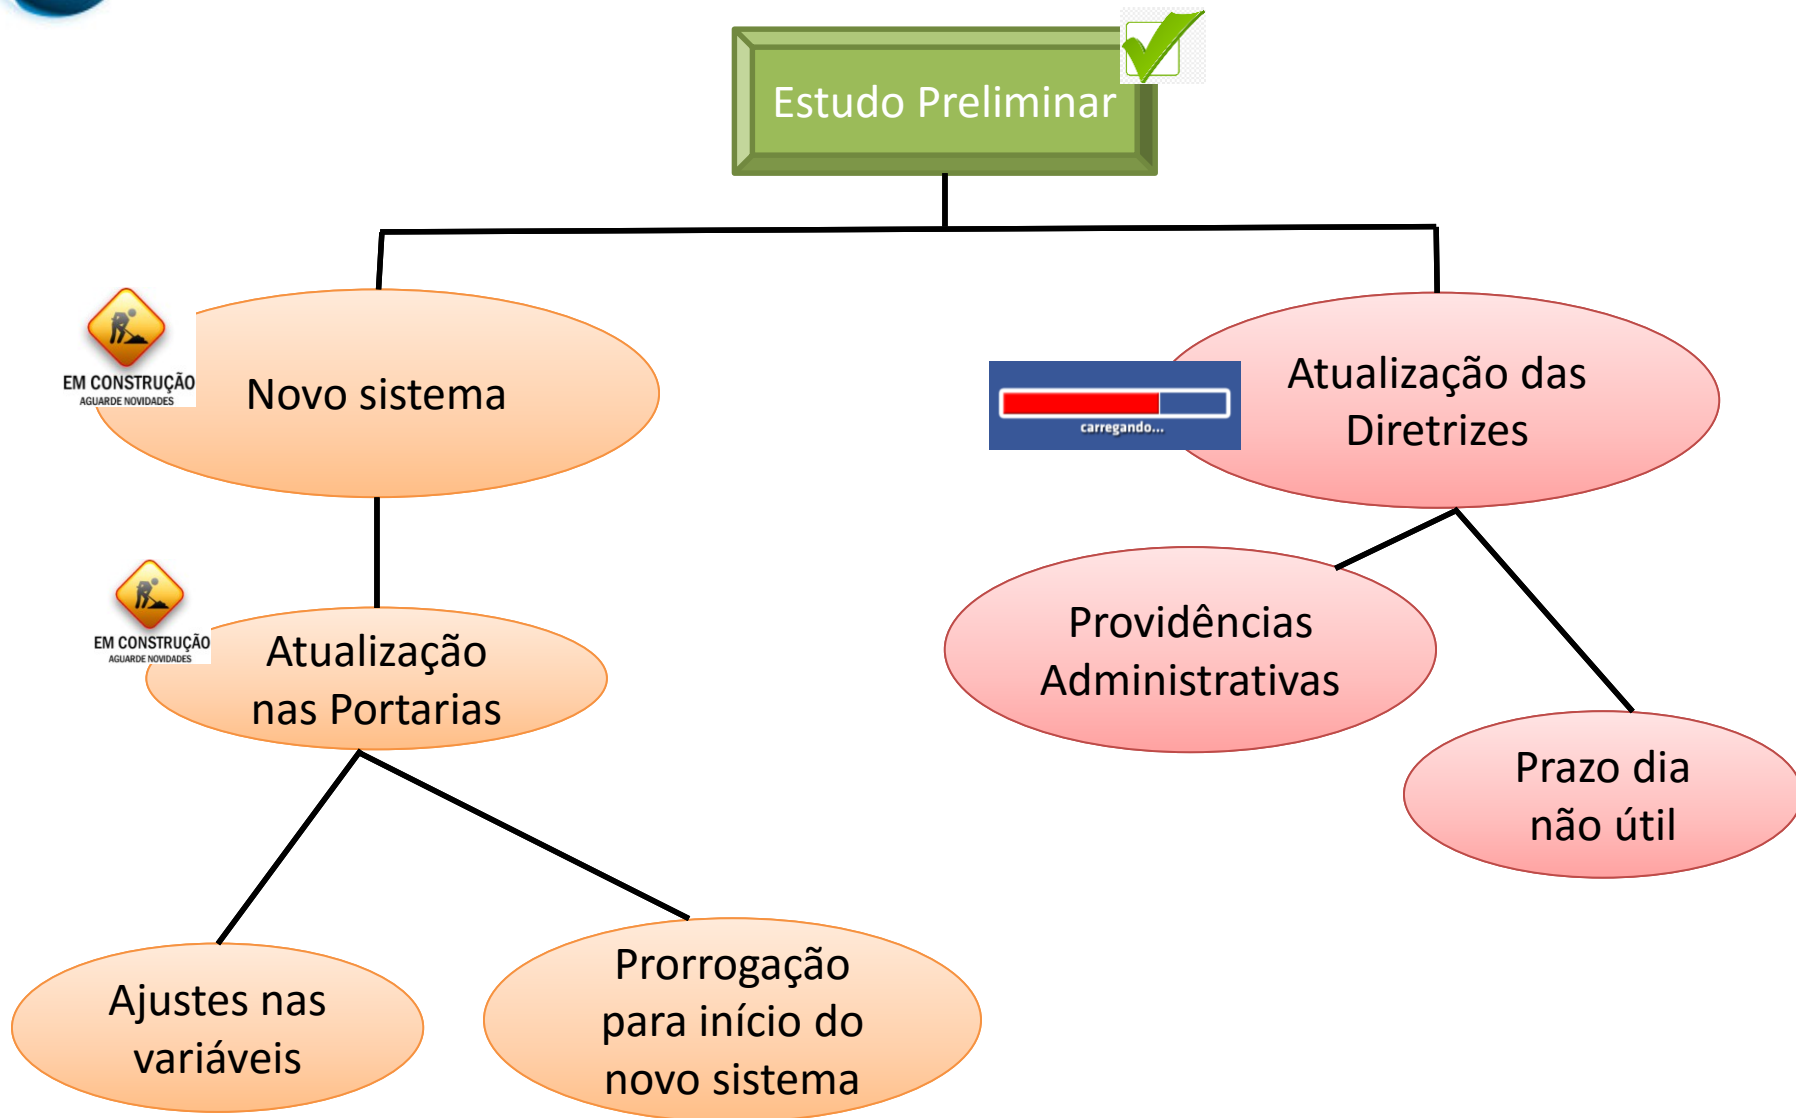 Estudo Preliminar
EM CONSTRUÇÃO
AGUARDE NOVIDADES
Novo sistema
carregando...
Atualização das
Diretrizes
EM CONSTRUÇÃO
AGUARDE NOVIDADES
Atualização
nas Portarias
Providências
Administrativas
Prazo dia
não útil
Ajustes nas
variáveis
Prorrogação
para início do
novo sistema